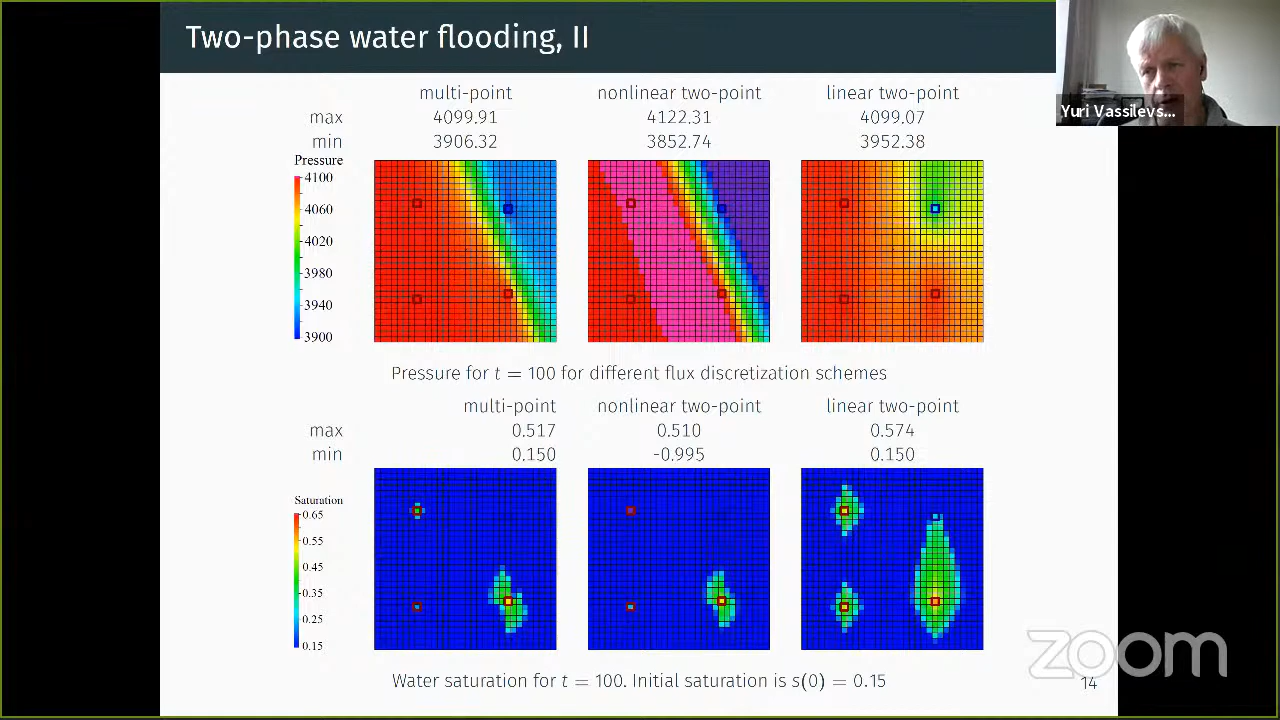 Two-phase water flooding, II
Yuri Vassilevs...
multi-point nonlinear two-point linear two-point
max 4099.91 4122.31 4099.07
min 3906.32 3852.74 3952.38
Pressure
4100
4060
4020
3980
3940
3900
Pressure for t = 100 for different flux discretization schemes
multi-point nonlinear two-point linear two-point
max 0.517 0.510 0.574
min 0.150 -0.995 0.150
Saturation
0.65
0.55
0.45
0.35
0.25
0.15
Water saturation for t = 100. Initial saturation is s(0) = 0.15
14
zoom